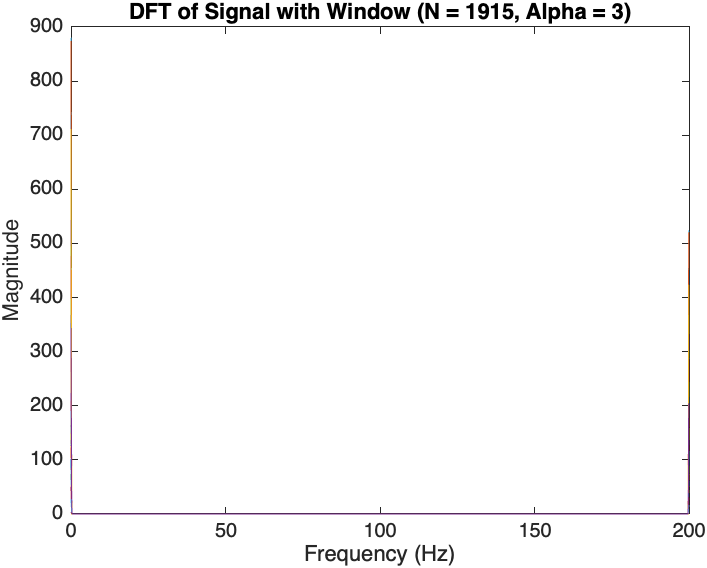 DFT of Signal with Window (N = 1915, Alpha = 3)
900
800
700
600
500
400
300
200
100
0
Magnitude
0 50 100 150 200
Frequency (Hz)